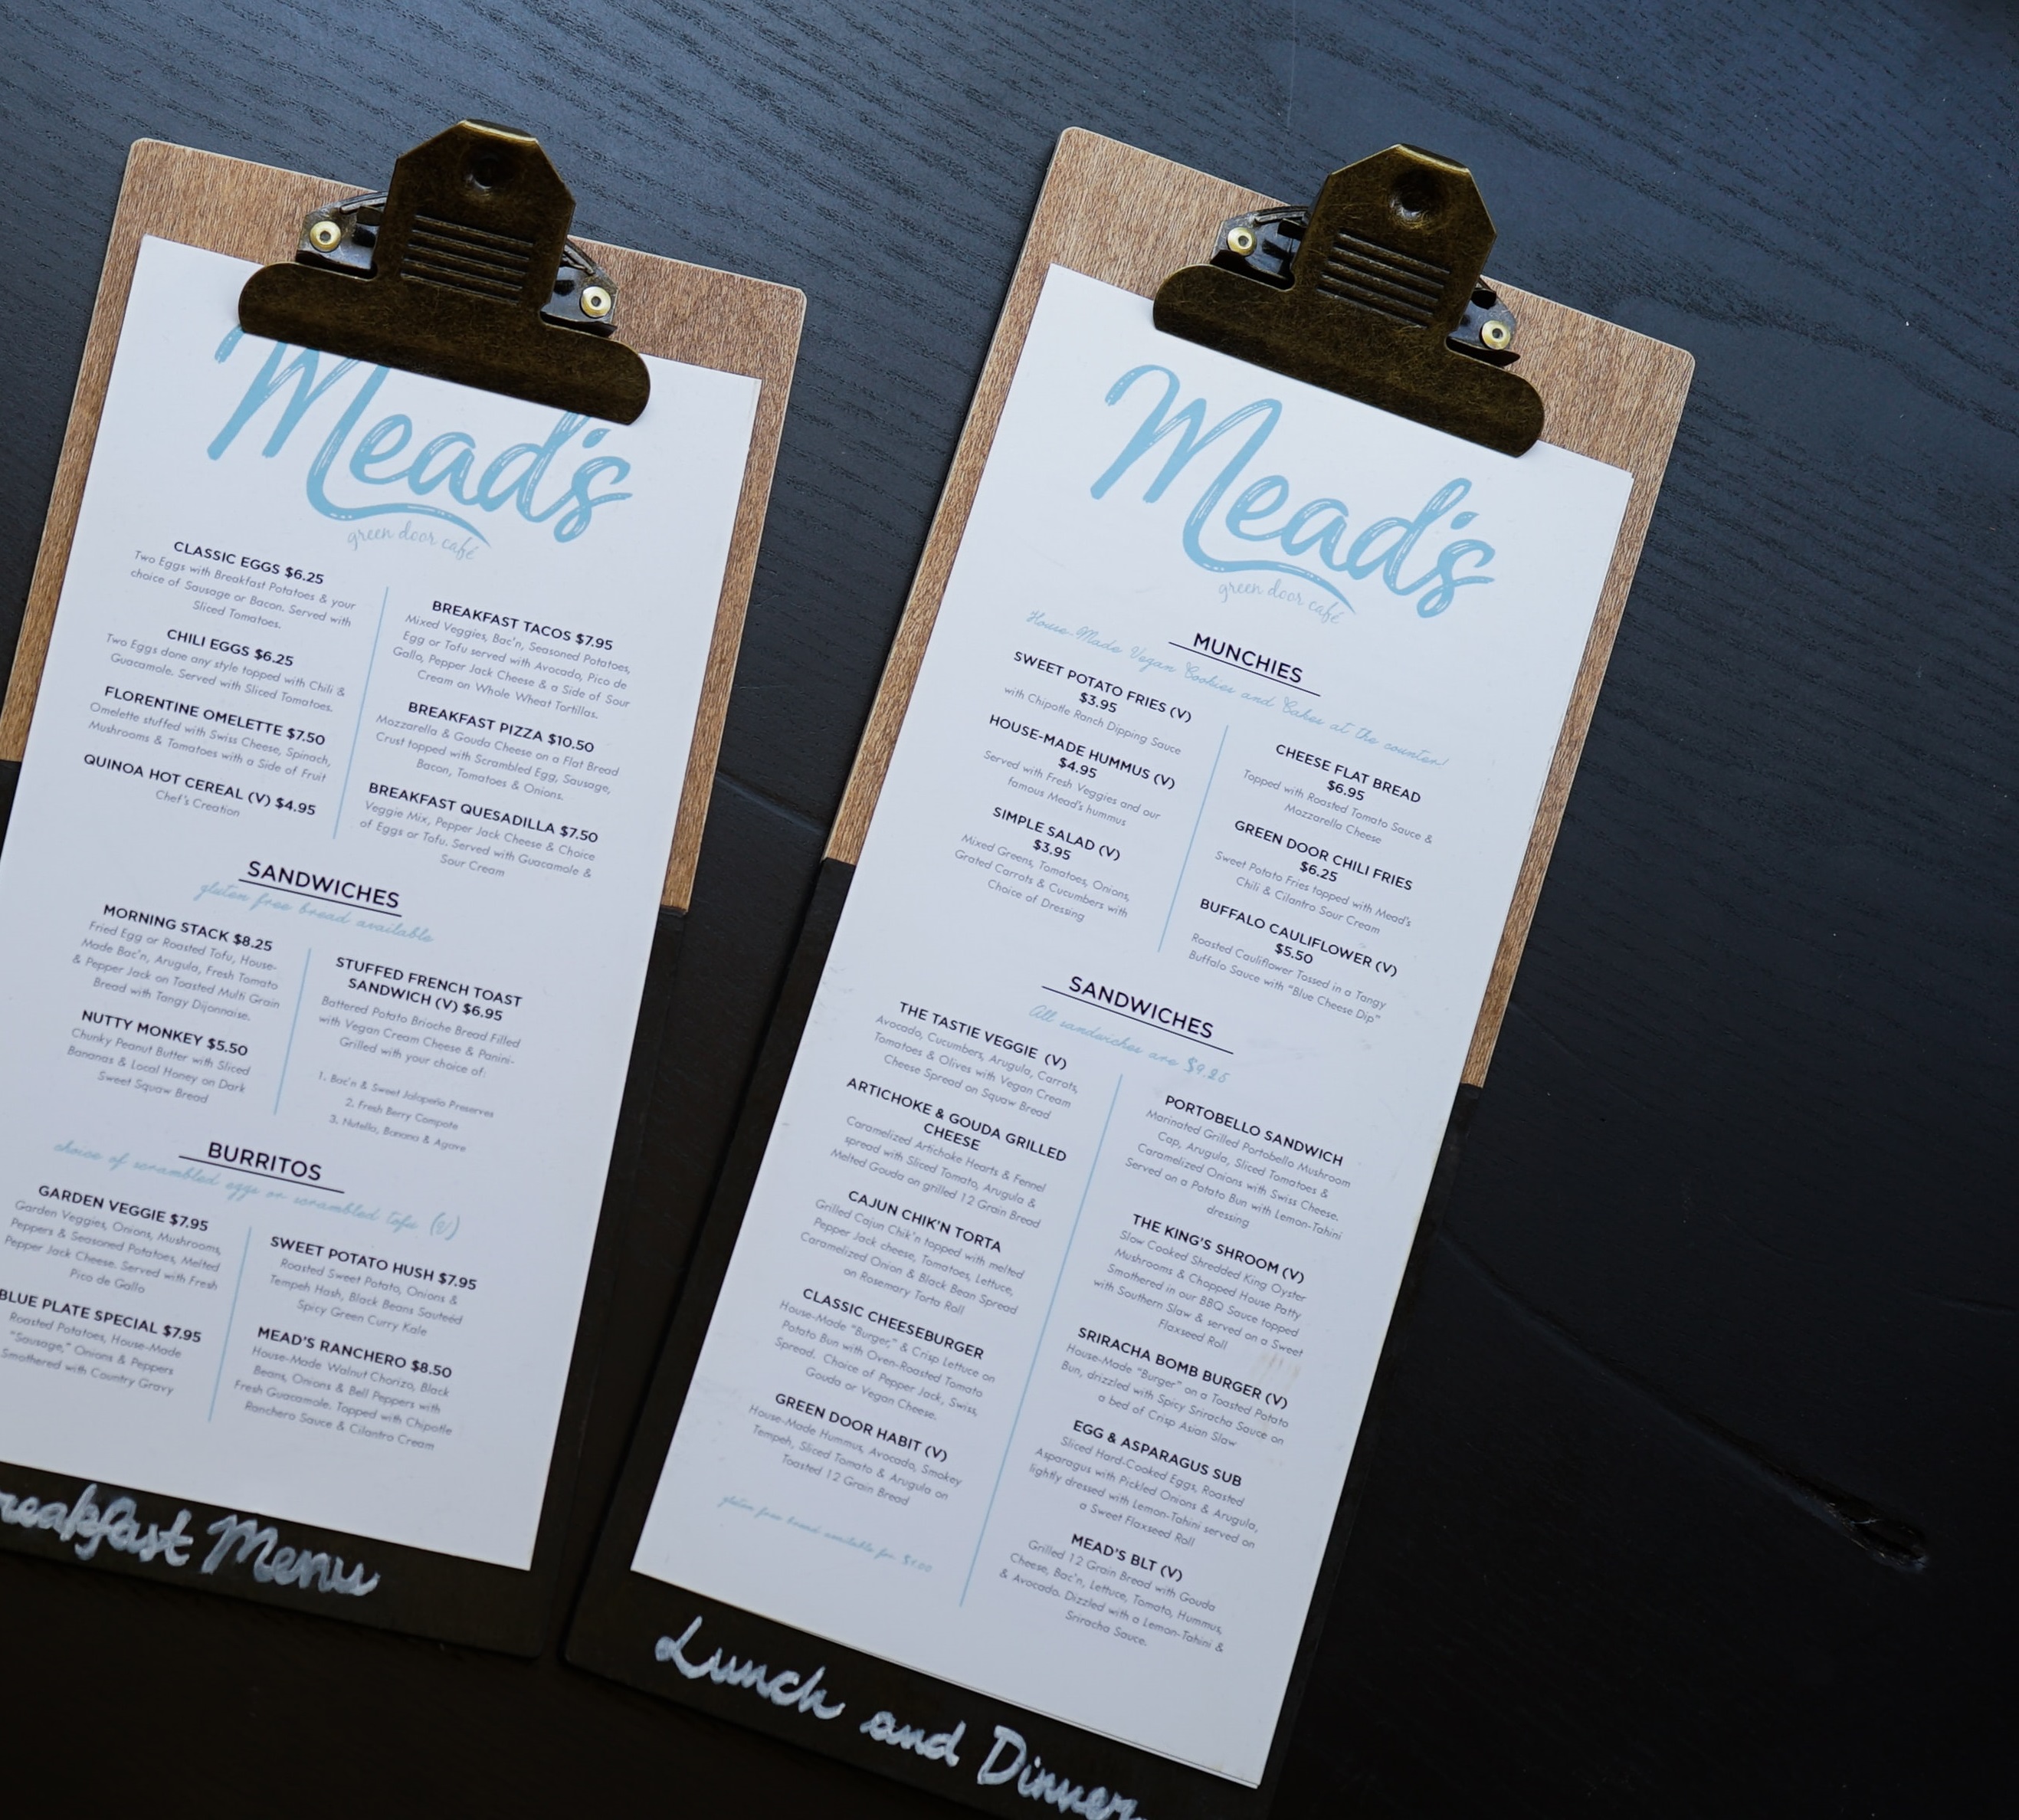 Mead's
green door café
CLASSIC EGGS $6.25
Two Eggs with Breakfast Potatoes & your
choice of Sausage or Bacon. Served with
Sliced Tomatoes.
CHILI EGGS $6.25
Two Eggs done any style topped with Chili &
Guacamole. Served with Sliced Tomatoes.
FLORENTINE OMELETTE $7.50
Omelette stuffed with Swiss Cheese, Spinach,
Mushrooms & Tomatoes with a Side of Fruit
QUINOA HOT CEREAL (V) $4.95
Chef's Creation
BREAKFAST TACOS $7.95
Mixed Veggies, Bac'n, Seasoned Potatoes,
Egg or Tofu served with Avocado, Pico de
Gallo, Pepper Jack Cheese & a Side of Sour
Cream on Whole Wheat Tortillas.
BREAKFAST PIZZA $10.50
Mozzarella & Gouda Cheese on a Flat Bread
Crust topped with Scrambled Egg, Sausage,
Bacon, Tomatoes & Onions.
BREAKFAST QUESADILLA $7.50
Veggie Mix, Pepper Jack Cheese & Choice
of Eggs or Tofu. Served with Guacamole &
Sour Cream
SANDWICHES
gluten free bread available
MORNING STACK $8.25
Fried Egg or Roasted Tofu, House-
Made Bac'n, Arugula, Fresh Tomato
& Pepper Jack on Toasted Multi Grain
Bread with Tangy Dijonnaise.
NUTTY MONKEY $5.50
Chunky Peanut Butter with Sliced
Bananas & Local Honey on Dark
Sweet Squaw Bread
STUFFED FRENCH TOAST
SANDWICH (V) $6.95
Battered Potato Brioche Bread Filled
with Vegan Cream Cheese & Panini-
Grilled with your choice of:
1. Bac'n & Sweet Jalapeño Preserves
2. Fresh Berry Compote
3. Nutella, Banana & Agave
BURRITOS
choice of scrambled eggs or scrambled tofu (V)
GARDEN VEGGIE $7.95
Garden Veggies, Onions, Mushrooms,
Peppers & Seasoned Potatoes, Melted
Pepper Jack Cheese. Served with Fresh
Pico de Gallo
BLUE PLATE SPECIAL $7.95
Roasted Potatoes, House-Made
"Sausage," Onions & Peppers
Smothered with Country Gravy
SWEET POTATO HUSH $7.95
Roasted Sweet Potato, Onions &
Tempeh Hash, Black Beans Sauteéd
Spicy Green Curry Kale
MEAD'S RANCHERO $8.50
House-Made Walnut Chorizo, Black
Beans, Onions & Bell Peppers with
Fresh Guacamole. Topped with Chipotle
Ranchero Sauce & Cilantro Cream
reakfast Menu
Mead's
green door café
MUNCHIES
House-Made Vegan Cookies and Cakes at the counter!
SWEET POTATO FRIES (V)
$3.95
with Chipotle Ranch Dipping Sauce
HOUSE-MADE HUMMUS (V)
$4.95
Served with Fresh Veggies and our
famous Mead's hummus
SIMPLE SALAD (V)
$3.95
Mixed Greens, Tomatoes, Onions,
Grated Carrots & Cucumbers with
Choice of Dressing
CHEESE FLAT BREAD
$6.95
Topped with Roasted Tomato Sauce &
Mozzarella Cheese
GREEN DOOR CHILI FRIES
$6.25
Sweet Potato Fries topped with Mead's
Chili & Cilantro Sour Cream
BUFFALO CAULIFLOWER (V)
$5.50
Roasted Cauliflower Tossed in a Tangy
Buffalo Sauce with "Blue Cheese Dip"
SANDWICHES
All sandwiches are $9.25
THE TASTIE VEGGIE (V)
Avocado, Cucumbers, Arugula, Carrots,
Tomatoes & Olives with Vegan Cream
Cheese Spread on Squaw Bread
ARTICHOKE & GOUDA GRILLED
CHEESE
Caramelized Artichoke Hearts & Fennel
spread with Sliced Tomato, Arugula &
Melted Gouda on grilled 12 Grain Bread
CAJUN CHIK'N TORTA
Grilled Cajun Chik'n topped with melted
Pepper Jack cheese, Tomatoes, Lettuce,
Caramelized Onion & Black Bean Spread
on Rosemary Torta Roll
CLASSIC CHEESEBURGER
House-Made "Burger," & Crisp Lettuce on
Potato Bun with Oven-Roasted Tomato
Spread. Choice of Pepper Jack, Swiss,
Gouda or Vegan Cheese.
GREEN DOOR HABIT (V)
House-Made Hummus, Avocado, Smokey
Tempeh, Sliced Tomato & Arugula on
Toasted 12 Grain Bread
gluten free bread available for $1.00
PORTOBELLO SANDWICH
Marinated Grilled Portobello Mushroom
Cap, Arugula, Sliced Tomatoes &
Caramelized Onions with Swiss Cheese.
Served on a Potato Bun with Lemon-Tahini
dressing
THE KING'S SHROOM (V)
Slow Cooked Shredded King Oyster
Mushrooms & Chopped House Patty
Smothered in our BBQ Sauce topped
with Southern Slaw & served on a Sweet
Flaxseed Roll
SRIRACHA BOMB BURGER (V)
House-Made "Burger" on a Toasted Potato
Bun, drizzled with Spicy Sriracha Sauce on
a bed of Crisp Asian Slaw
EGG & ASPARAGUS SUB
Sliced Hard-Cooked Eggs, Roasted
Asparagus with Pickled Onions & Arugula,
lightly dressed with Lemon-Tahini served on
a Sweet Flaxseed Roll
MEAD'S BLT (V)
Grilled 12 Grain Bread with Gouda
Cheese, Bac'n, Lettuce, Tomato, Hummus,
& Avocado. Dizzled with a Lemon-Tahini &
Sriracha Sauce.
Lunch and Dinner